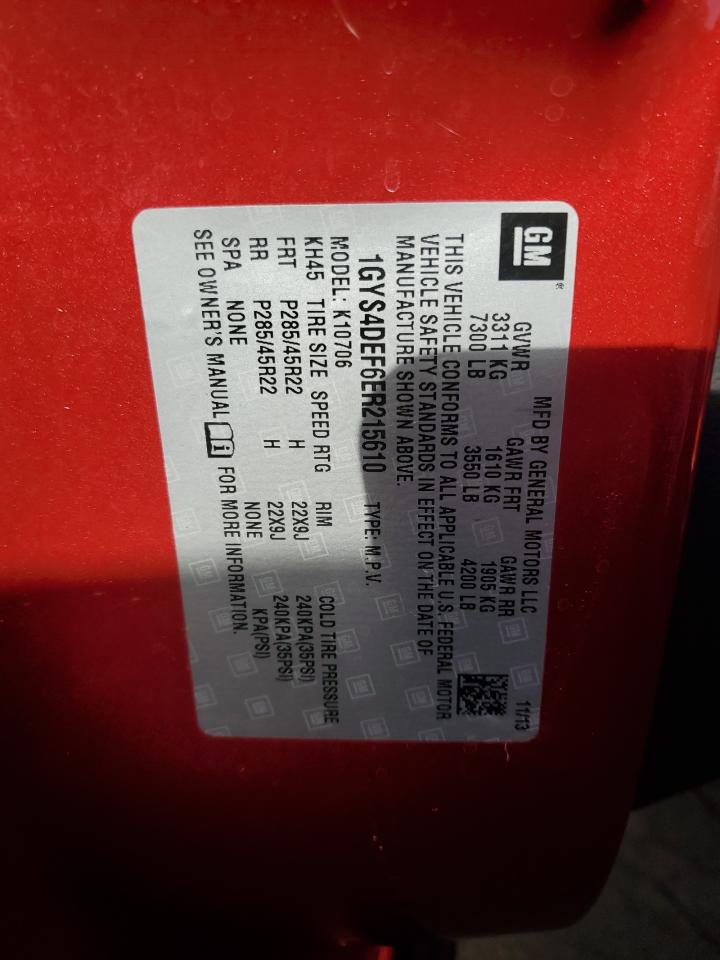 GM®
MFD BY GENERAL MOTORS LLC 11/13
GVWR GAWR FRT GAWR RR
3311 KG 1610 KG 1905 KG
7300 LB 3550 LB 4200 LB
THIS VEHICLE CONFORMS TO ALL APPLICABLE U.S. FEDERAL MOTOR
VEHICLE SAFETY STANDARDS IN EFFECT ON THE DATE OF
MANUFACTURE SHOWN ABOVE.
1GYS4DEF6ER215610 TYPE: M.P.V.
MODEL: K10706
KH45 TIRE SIZE SPEED RTG RIM COLD TIRE PRESSURE
FRT P285/45R22 H 22X9J 240KPA(35PSI)
RR P285/45R22 H 22X9J 240KPA(35PSI)
SPA NONE NONE KPA(PSI)
SEE OWNER'S MANUAL i FOR MORE INFORMATION.